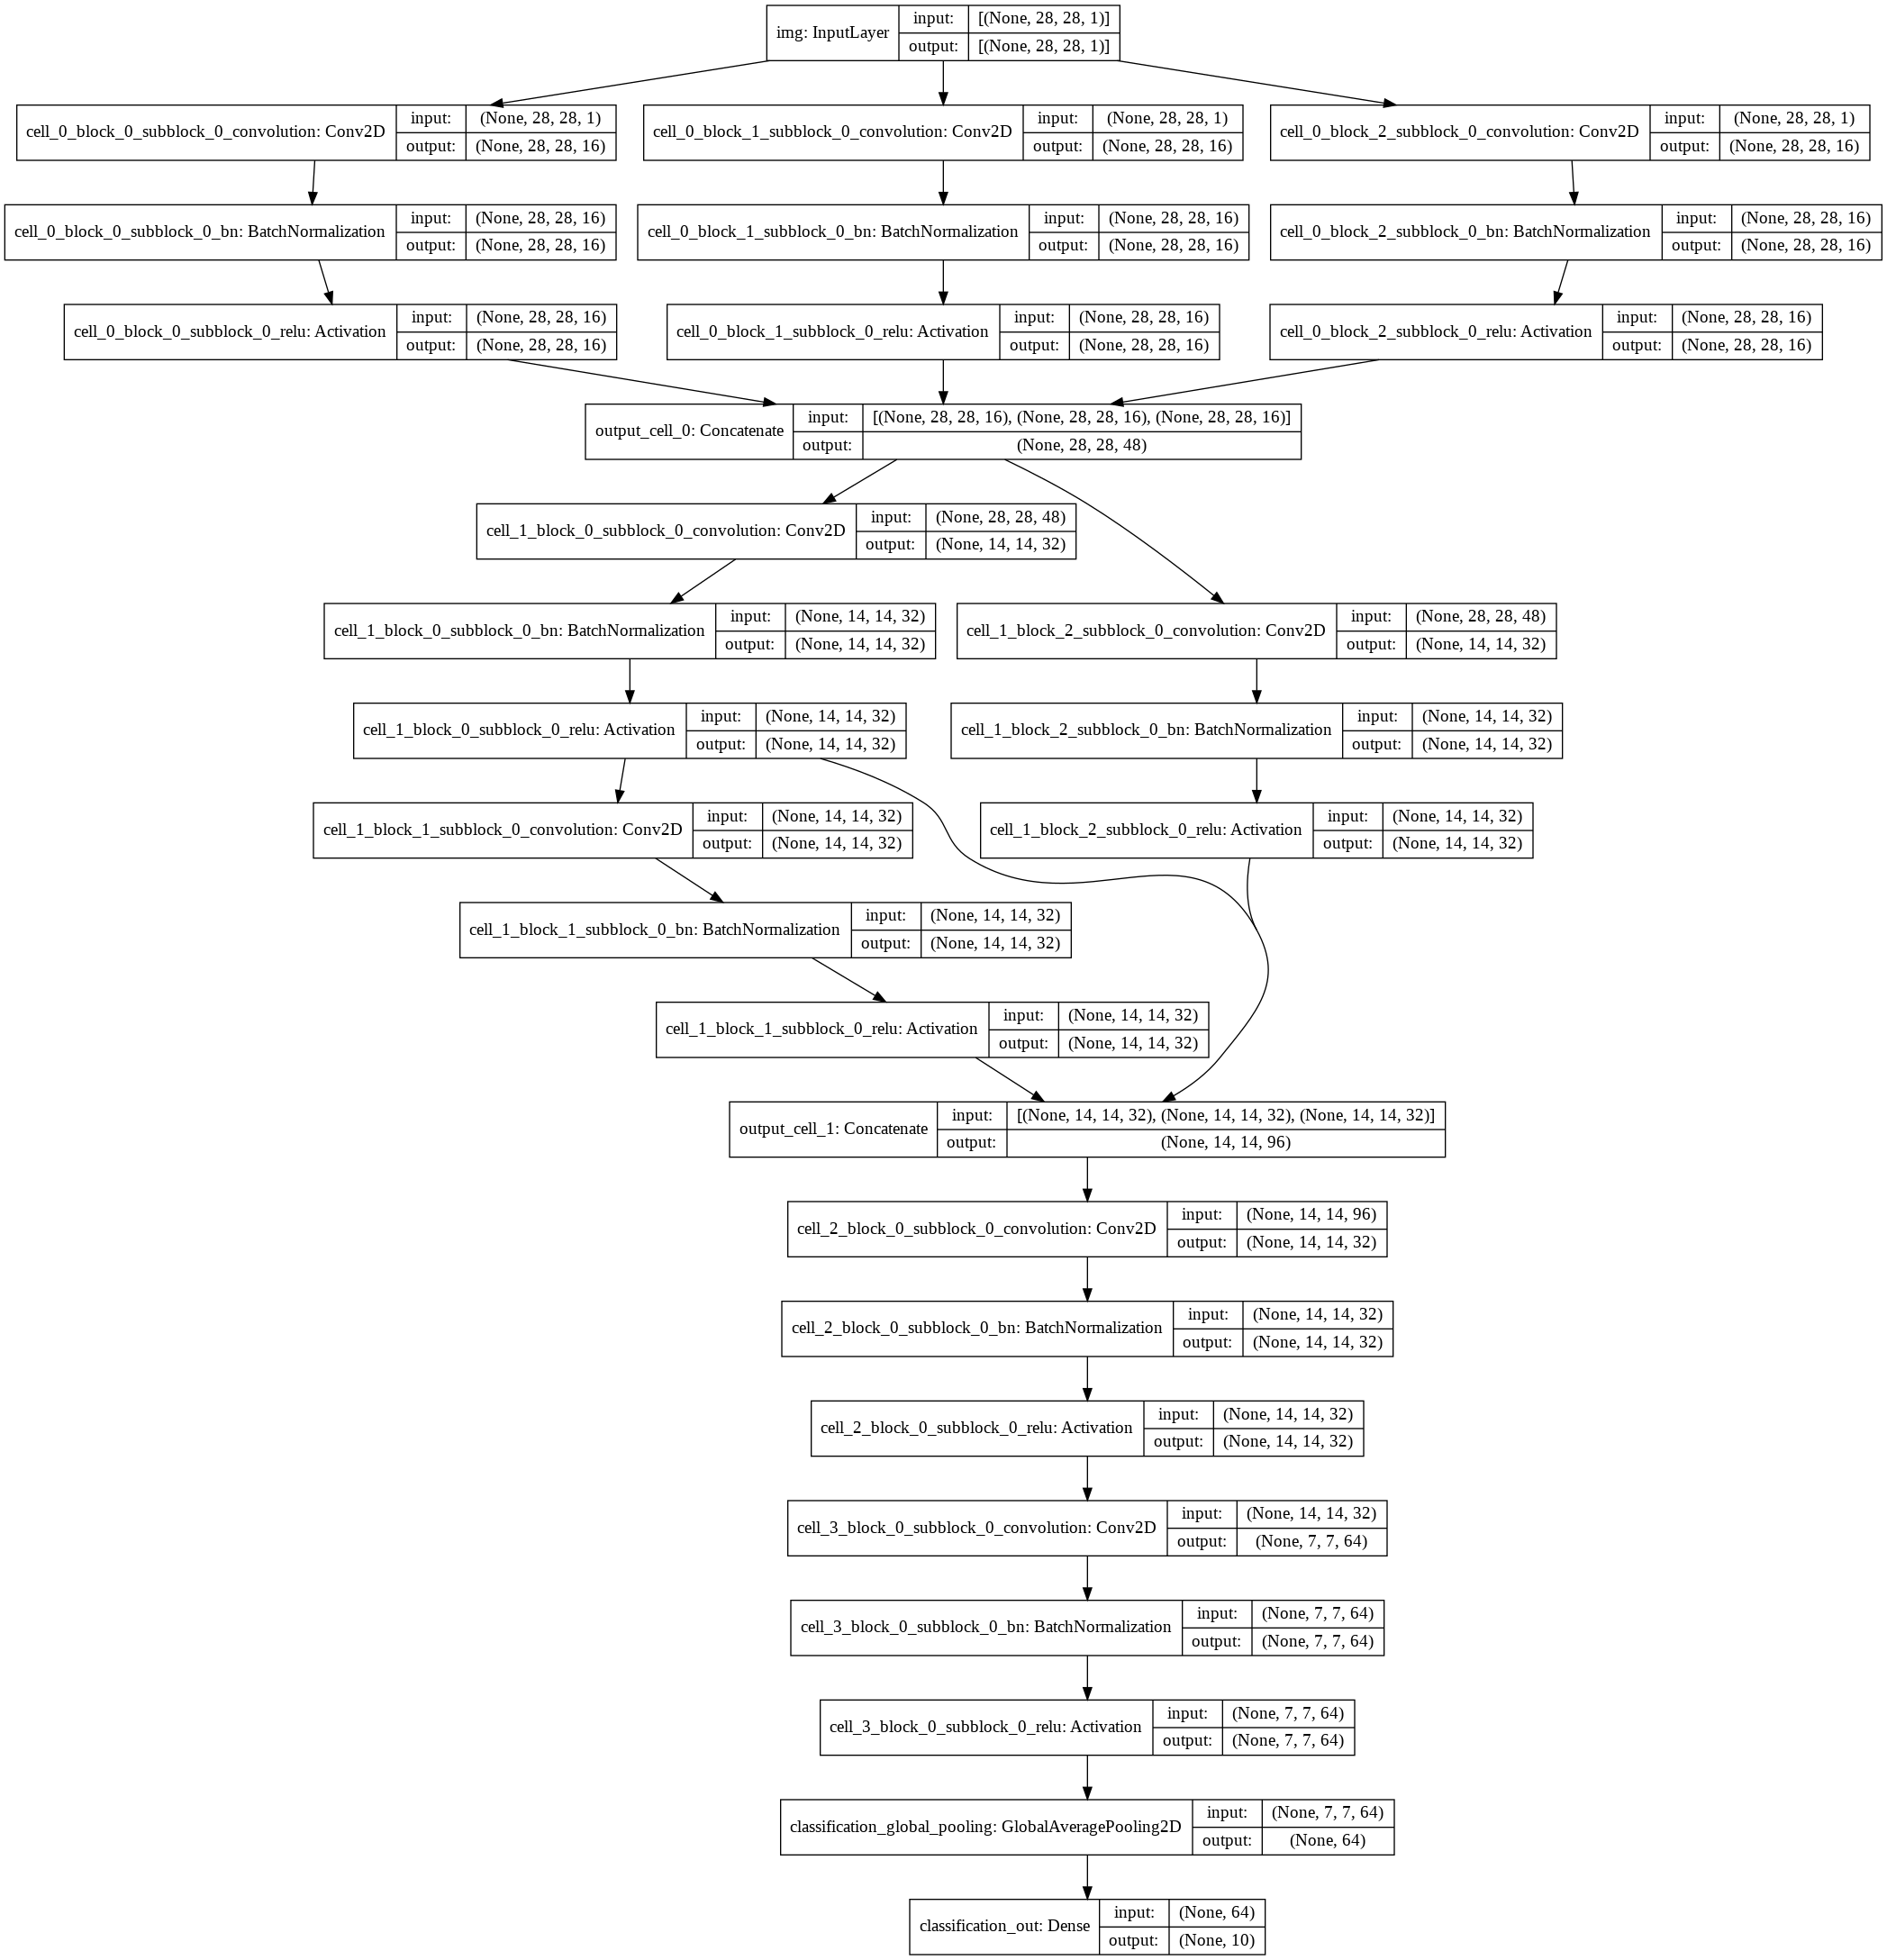 img: InputLayer
input: [(None, 28, 28, 1)]
output: [(None, 28, 28, 1)]
cell_0_block_0_subblock_0_convolution: Conv2D
input: (None, 28, 28, 1)
output: (None, 28, 28, 16)
cell_0_block_1_subblock_0_convolution: Conv2D
input: (None, 28, 28, 1)
output: (None, 28, 28, 16)
cell_0_block_2_subblock_0_convolution: Conv2D
input: (None, 28, 28, 1)
output: (None, 28, 28, 16)
cell_0_block_0_subblock_0_bn: BatchNormalization
input: (None, 28, 28, 16)
output: (None, 28, 28, 16)
cell_0_block_1_subblock_0_bn: BatchNormalization
input: (None, 28, 28, 16)
output: (None, 28, 28, 16)
cell_0_block_2_subblock_0_bn: BatchNormalization
input: (None, 28, 28, 16)
output: (None, 28, 28, 16)
cell_0_block_0_subblock_0_relu: Activation
input: (None, 28, 28, 16)
output: (None, 28, 28, 16)
cell_0_block_1_subblock_0_relu: Activation
input: (None, 28, 28, 16)
output: (None, 28, 28, 16)
cell_0_block_2_subblock_0_relu: Activation
input: (None, 28, 28, 16)
output: (None, 28, 28, 16)
output_cell_0: Concatenate
input: [(None, 28, 28, 16), (None, 28, 28, 16), (None, 28, 28, 16)]
output: (None, 28, 28, 48)
cell_1_block_0_subblock_0_convolution: Conv2D
input: (None, 28, 28, 48)
output: (None, 14, 14, 32)
cell_1_block_0_subblock_0_bn: BatchNormalization
input: (None, 14, 14, 32)
output: (None, 14, 14, 32)
cell_1_block_2_subblock_0_convolution: Conv2D
input: (None, 28, 28, 48)
output: (None, 14, 14, 32)
cell_1_block_0_subblock_0_relu: Activation
input: (None, 14, 14, 32)
output: (None, 14, 14, 32)
cell_1_block_2_subblock_0_bn: BatchNormalization
input: (None, 14, 14, 32)
output: (None, 14, 14, 32)
cell_1_block_1_subblock_0_convolution: Conv2D
input: (None, 14, 14, 32)
output: (None, 14, 14, 32)
cell_1_block_2_subblock_0_relu: Activation
input: (None, 14, 14, 32)
output: (None, 14, 14, 32)
cell_1_block_1_subblock_0_bn: BatchNormalization
input: (None, 14, 14, 32)
output: (None, 14, 14, 32)
cell_1_block_1_subblock_0_relu: Activation
input: (None, 14, 14, 32)
output: (None, 14, 14, 32)
output_cell_1: Concatenate
input: [(None, 14, 14, 32), (None, 14, 14, 32), (None, 14, 14, 32)]
output: (None, 14, 14, 96)
cell_2_block_0_subblock_0_convolution: Conv2D
input: (None, 14, 14, 96)
output: (None, 14, 14, 32)
cell_2_block_0_subblock_0_bn: BatchNormalization
input: (None, 14, 14, 32)
output: (None, 14, 14, 32)
cell_2_block_0_subblock_0_relu: Activation
input: (None, 14, 14, 32)
output: (None, 14, 14, 32)
cell_3_block_0_subblock_0_convolution: Conv2D
input: (None, 14, 14, 32)
output: (None, 7, 7, 64)
cell_3_block_0_subblock_0_bn: BatchNormalization
input: (None, 7, 7, 64)
output: (None, 7, 7, 64)
cell_3_block_0_subblock_0_relu: Activation
input: (None, 7, 7, 64)
output: (None, 7, 7, 64)
classification_global_pooling: GlobalAveragePooling2D
input: (None, 7, 7, 64)
output: (None, 64)
classification_out: Dense
input: (None, 64)
output: (None, 10)